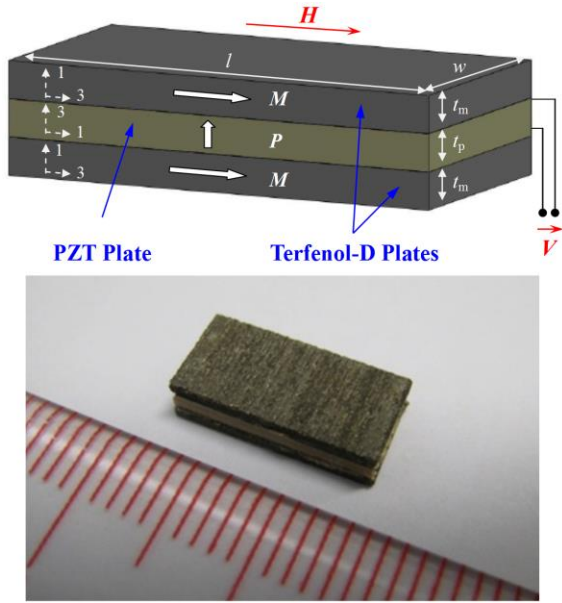 H
l
w
1
3
M
t_m
3
1
P
t_p
1
3
M
t_m
V
PZT Plate
Terfenol-D Plates